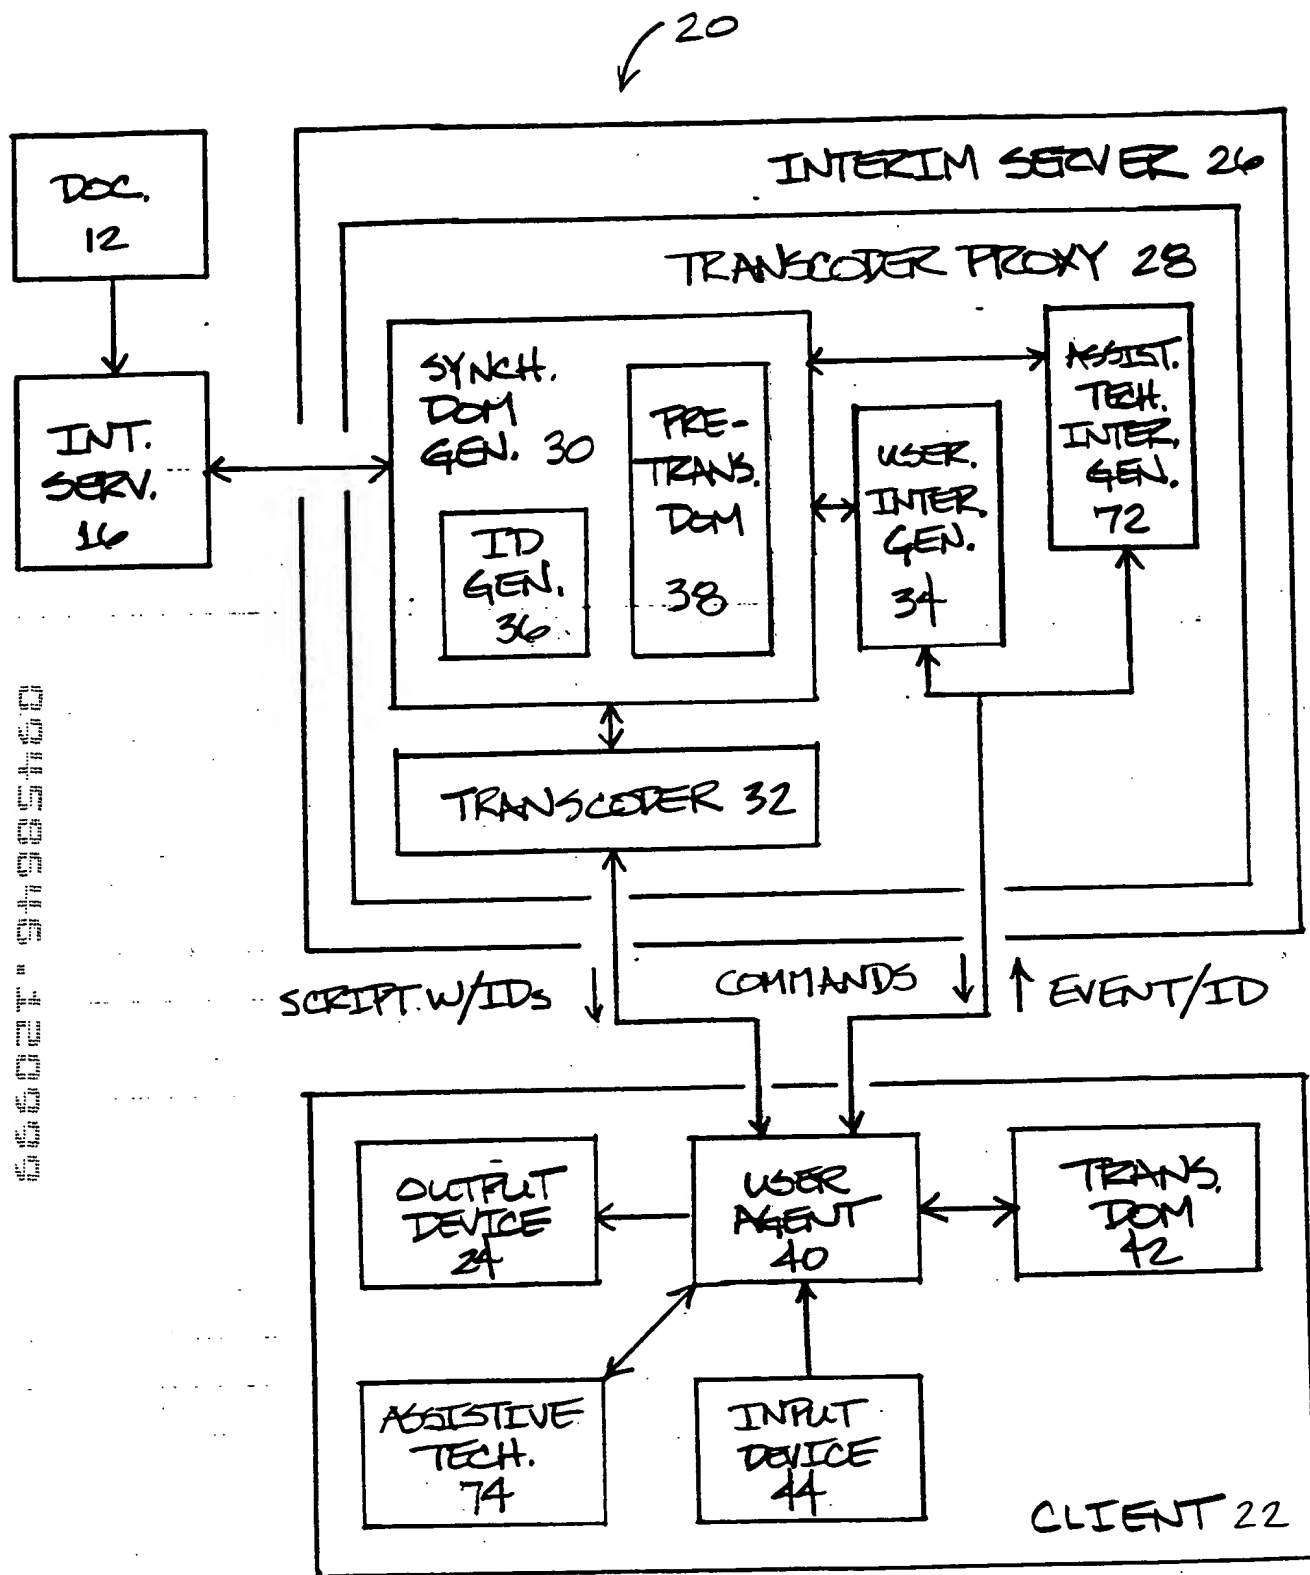 20
INTERIM SERVER 26
DOC.
12
TRANSCODER PROXY 28
INT.
SERV.
16
SYNCH.
DOM
GEN. 30
ID
GEN.
36
PRE-
TRANS.
DOM
38
USER.
INTER.
GEN.
34
ASSIST.
TECH.
INTER.
GEN.
72
TRANSCODER 32
SCRIPT W/IDs
COMMANDS
EVENT/ID
OUTPUT
DEVICE
24
USER
AGENT
40
TRANS.
DOM
42
ASSISTIVE
TECH.
74
INPUT
DEVICE
44
CLIENT 22